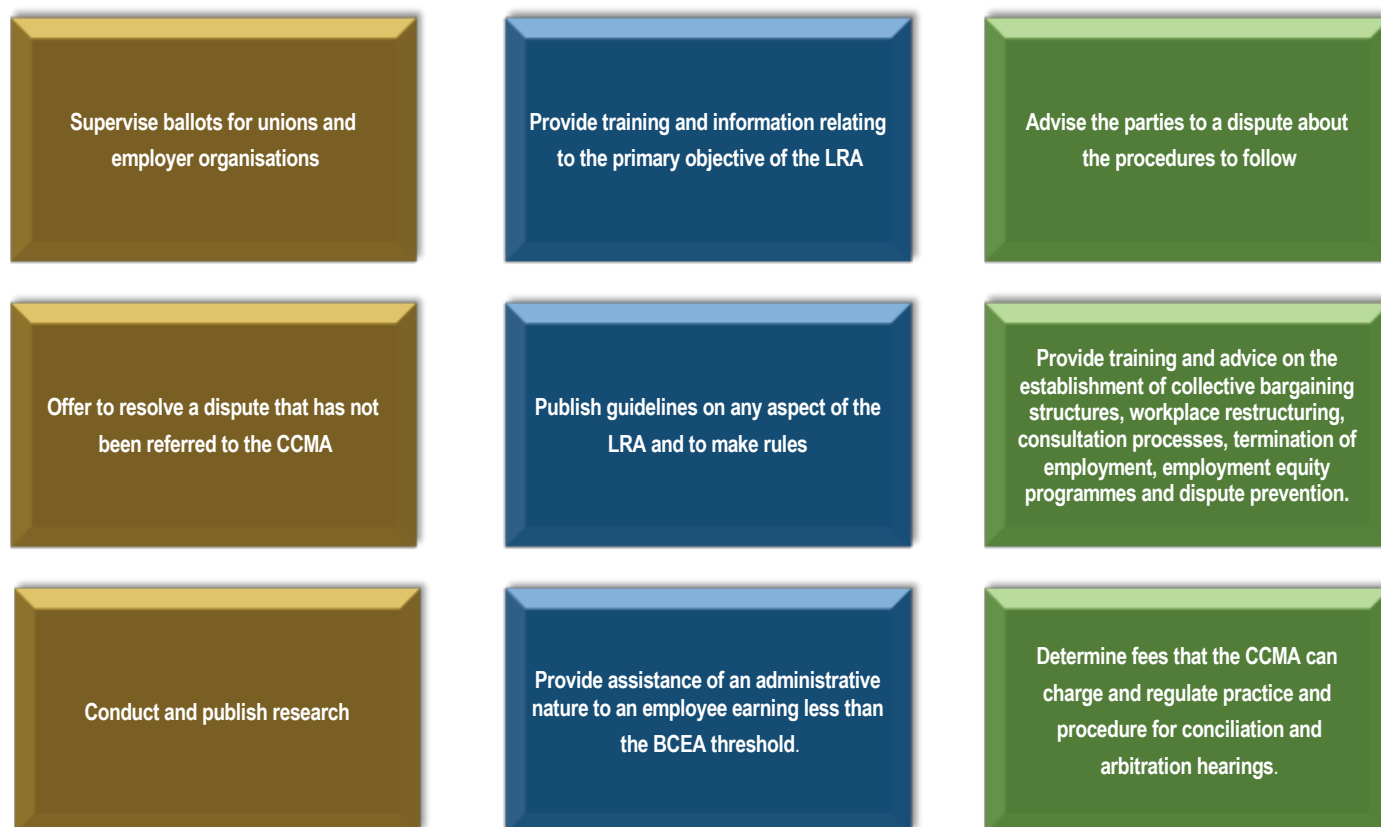 Supervise ballots for unions and
employer organisations
Provide training and information relating
to the primary objective of the LRA
Advise the parties to a dispute about
the procedures to follow
Offer to resolve a dispute that has not
been referred to the CCMA
Publish guidelines on any aspect of the
LRA and to make rules
Provide training and advice on the
establishment of collective bargaining
structures, workplace restructuring,
consultation processes, termination of
employment, employment equity
programmes and dispute prevention.
Conduct and publish research
Provide assistance of an administrative
nature to an employee earning less than
the BCEA threshold.
Determine fees that the CCMA can
charge and regulate practice and
procedure for conciliation and
arbitration hearings.